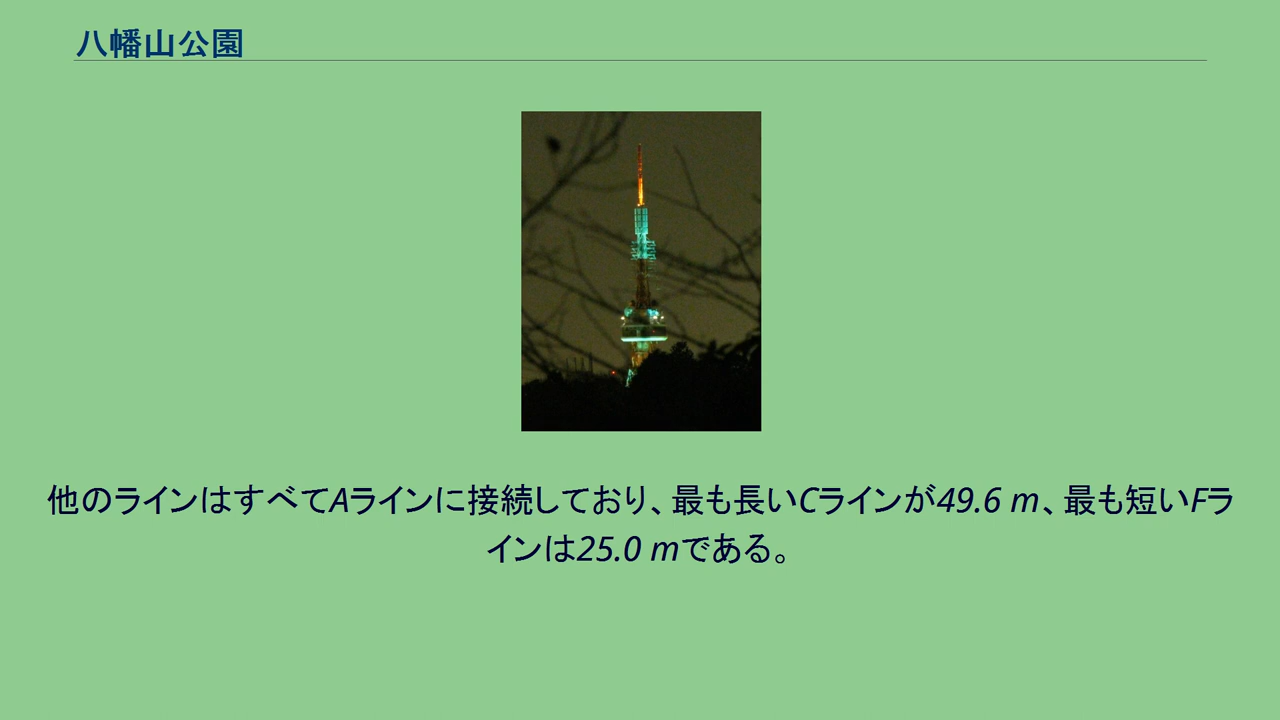 八幡山公園
他のラインはすべてAラインに接続しており、最も長いCラインが49.6 m、最も短いFラ
インは25.0 mである。